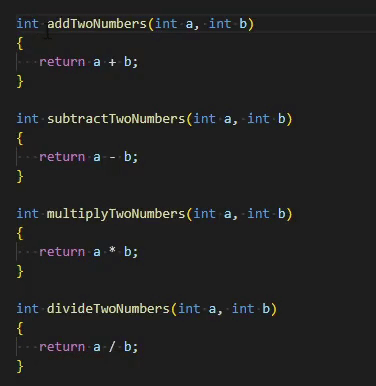 int addTwoNumbers(int a, int b)
{
    return a + b;
}

int subtractTwoNumbers(int a, int b)
{
    return a - b;
}

int multiplyTwoNumbers(int a, int b)
{
    return a * b;
}

int divideTwoNumbers(int a, int b)
{
    return a / b;
}